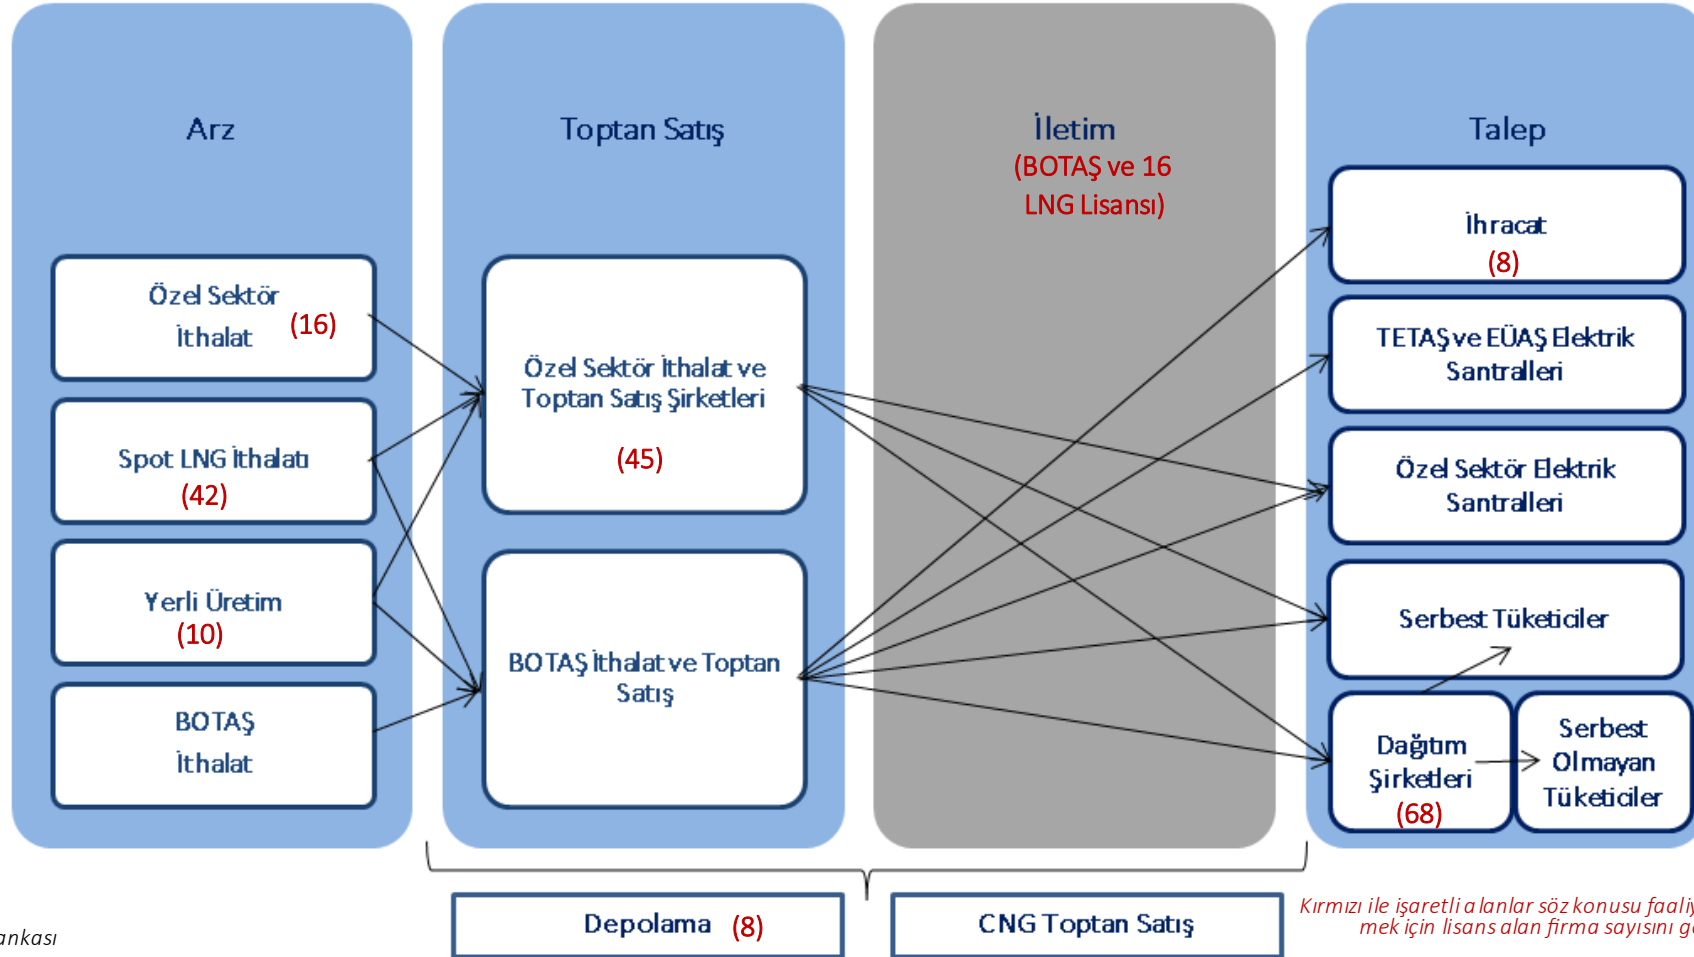 Arz
Özel Sektör
İthalat (16)
Spot LNG İthalatı
(42)
Yerli Üretim
(10)
BOTAŞ
İthalat
Toptan Satış
Özel Sektör İthalat ve
Toptan Satış Şirketleri
(45)
BOTAŞ İthalat ve Toptan
Satış
İletim
(BOTAŞ ve 16
LNG Lisansı)
Talep
İhracat
(8)
TETAŞ ve EÜAŞ Elektrik
Santralleri
Özel Sektör Elektrik
Santralleri
Serbest Tüketiciler
Dağıtım
Şirketleri
(68)
Serbest
Olmayan
Tüketiciler
Depolama (8)
CNG Toptan Satış
Kırmızı ile işaretli alanlar söz konusu
için lisans alan firma sayısını